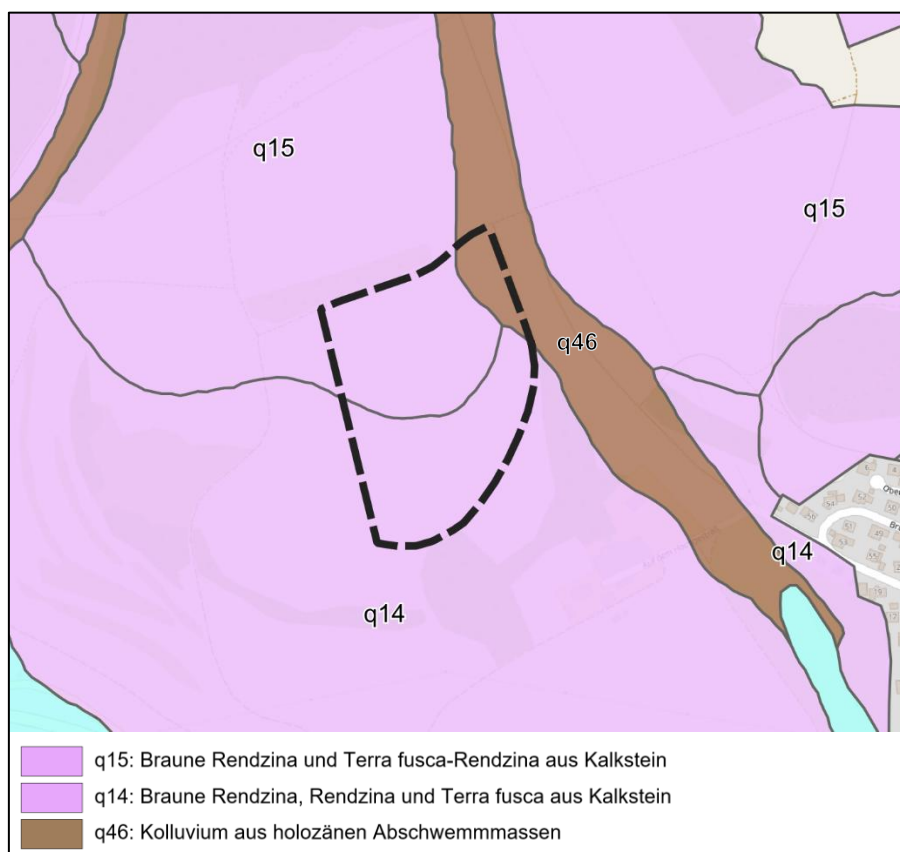 q15
q15
q46
q14
q14
Ober
q15: Braune Rendzina und Terra fusca-Rendzina aus Kalkstein
q14: Braune Rendzina, Rendzina und Terra fusca aus Kalkstein
q46: Kolluvium aus holozänen Abschwemmmassen